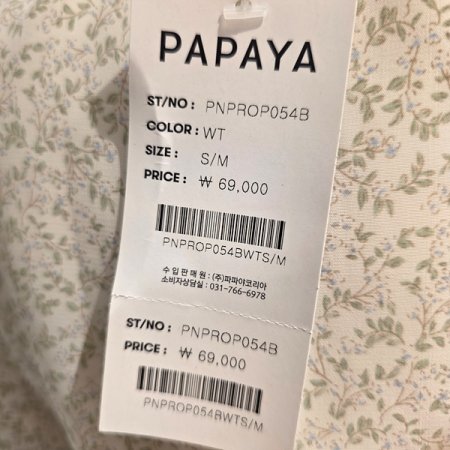 PAPAYA
ST/NO : PNPROP054B
COLOR : WT
SIZE : S/M
PRICE : ₩ 69,000
PNPROP054BWTS/M
수 입 판 매 원 : (주)파파야코리아
소비자상담실 : 031-766-6978
ST/NO : PNPROP054B
PRICE : ₩ 69,000
PNPROP054BWTS/M